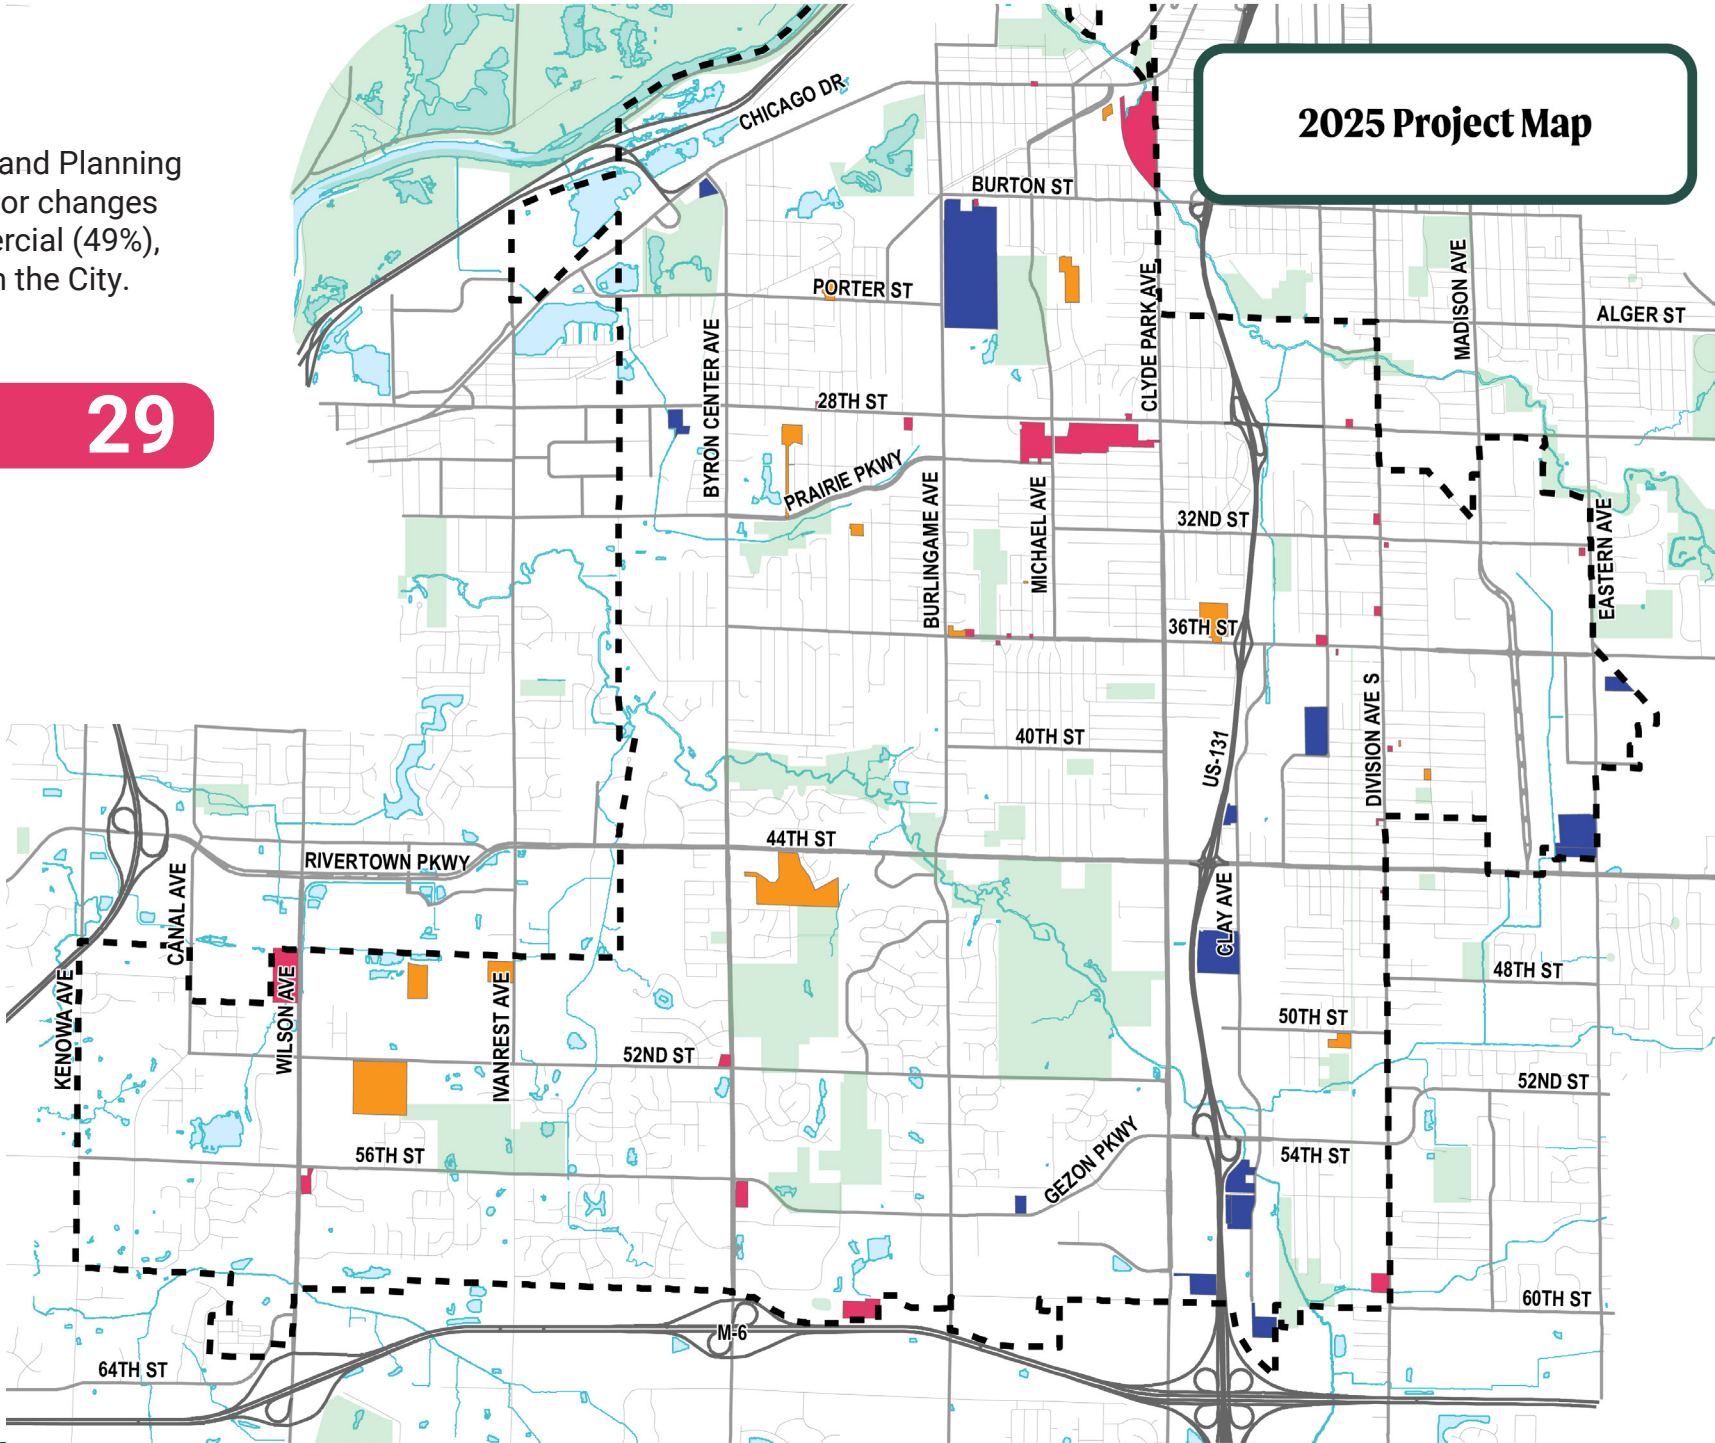 and Planning
or changes
ercial (49%),
n the City.
29
2025 Project Map
CHICAGO DR
BURTON ST
PORTER ST
ALGER ST
MADISON AVE
CLYDE PARK AVE
BYRON CENTER AVE
28TH ST
PRAIRIE PKWY
BURLINGAME AVE
MICHAEL AVE
32ND ST
EASTERN AVE
36TH ST
40TH ST
US-131
DIVISION AVE S
44TH ST
RIVERTOWN PKWY
CANAL AVE
CLAY AVE
KENOWA AVE
WILSON AVE
IVANREST AVE
48TH ST
50TH ST
52ND ST
52ND ST
56TH ST
GEZON PKWY
54TH ST
60TH ST
M-6
64TH ST